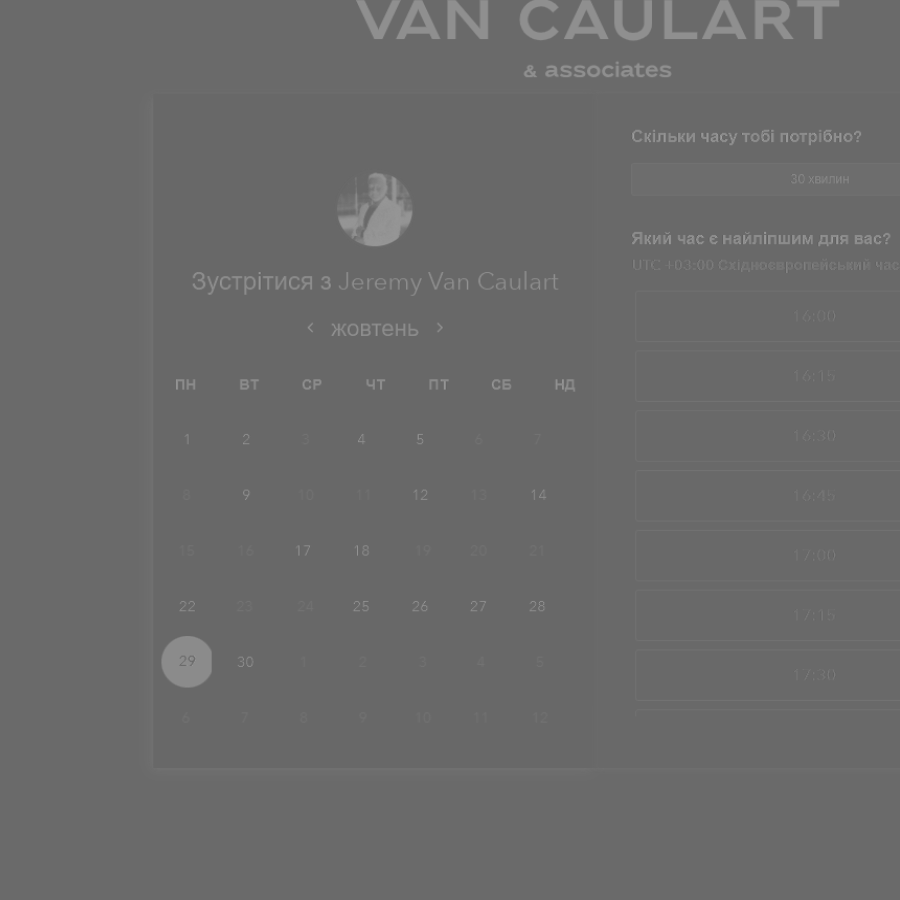 VAN CAULART
& associates
Зустрітися з Jeremy Van Caulart
‹ жовтень ›
ПН ВТ СР ЧТ ПТ СБ НД
1 2 3 4 5 6 7
8 9 10 11 12 13 14
15 16 17 18 19 20 21
22 23 24 25 26 27 28
29 30 1 2 3 4 5
6 7 8 9 10 11 12
Скільки часу тобі потрібно?
30 хвилин
Який час є найліпшим для вас?
UTC +03:00 Східноєвропейський час
16:00
16:15
16:30
16:45
17:00
17:15
17:30